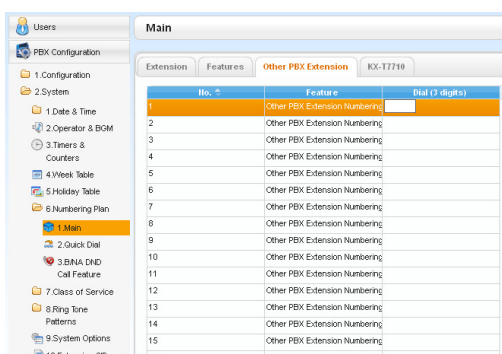 Users
PBX Configuration
1.Configuration
2.System
1.Date & Time
2.Operator & BGM
3.Timers &
Counters
4.Week Table
5.Holiday Table
6.Numbering Plan
1.Main
2.Quick Dial
3.B/NA DND
Call Feature
7.Class of Service
8.Ring Tone
Patterns
9.System Options
Main
Extension Features Other PBX Extension KX-T7710
No. Feature Dial (3 digits)
1 Other PBX Extension Numbering
2 Other PBX Extension Numbering
3 Other PBX Extension Numbering
4 Other PBX Extension Numbering
5 Other PBX Extension Numbering
6 Other PBX Extension Numbering
7 Other PBX Extension Numbering
8 Other PBX Extension Numbering
9 Other PBX Extension Numbering
10 Other PBX Extension Numbering
11 Other PBX Extension Numbering
12 Other PBX Extension Numbering
13 Other PBX Extension Numbering
14 Other PBX Extension Numbering
15 Other PBX Extension Numbering